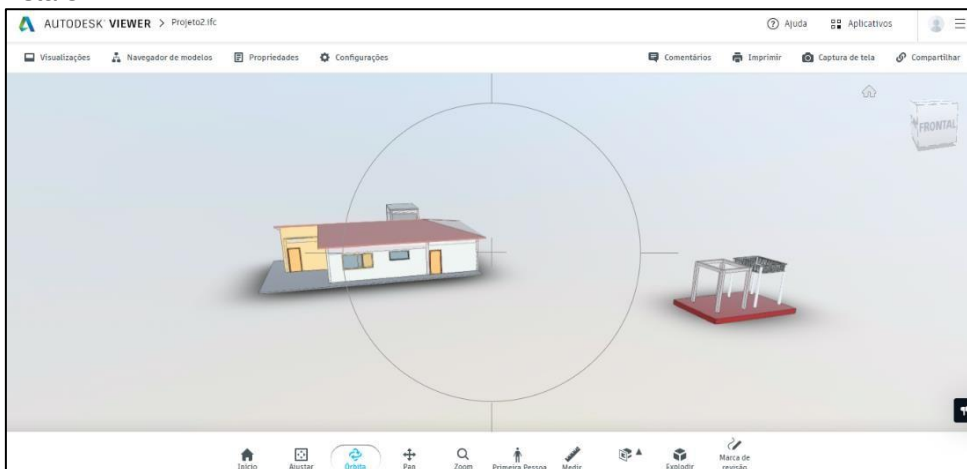 AUTODESK® VIEWER > Projeto2.ifc
Ajuda
Aplicativos
Visualizações
Navegador de modelos
Propriedades
Configurações
Comentários
Imprimir
Captura de tela
Compartilhar
FRONTAL
Início
Ajustar
Órbita
Pan
Zoom
Primeira Pessoa
Medir
Explodir
Marca de
revisão